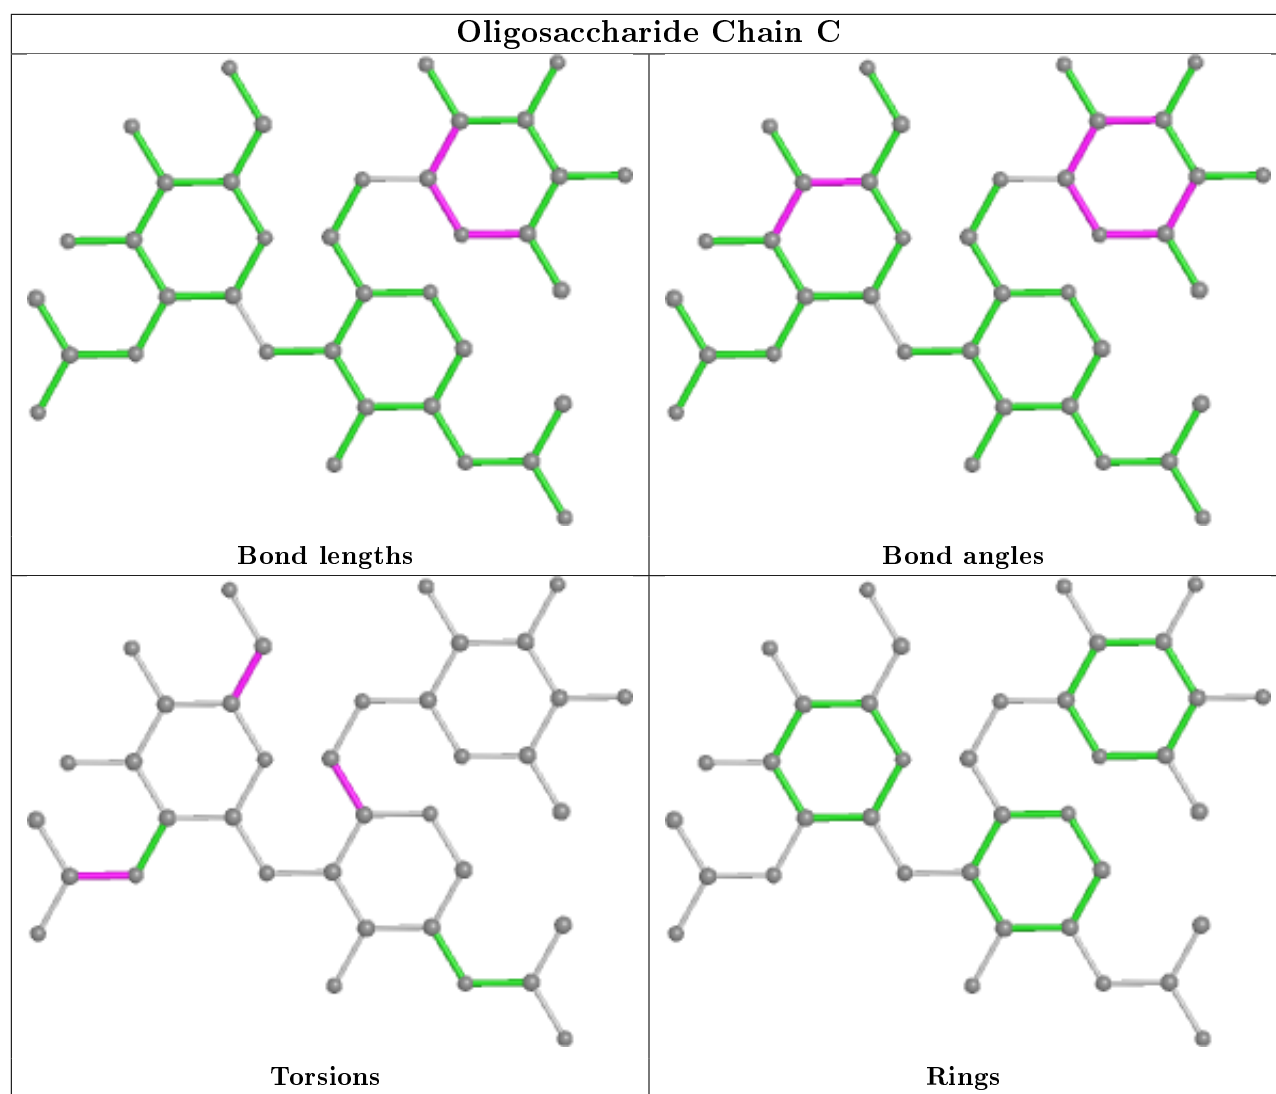 Oligosaccharide Chain C
Bond lengths
Bond angles
Torsions
Rings